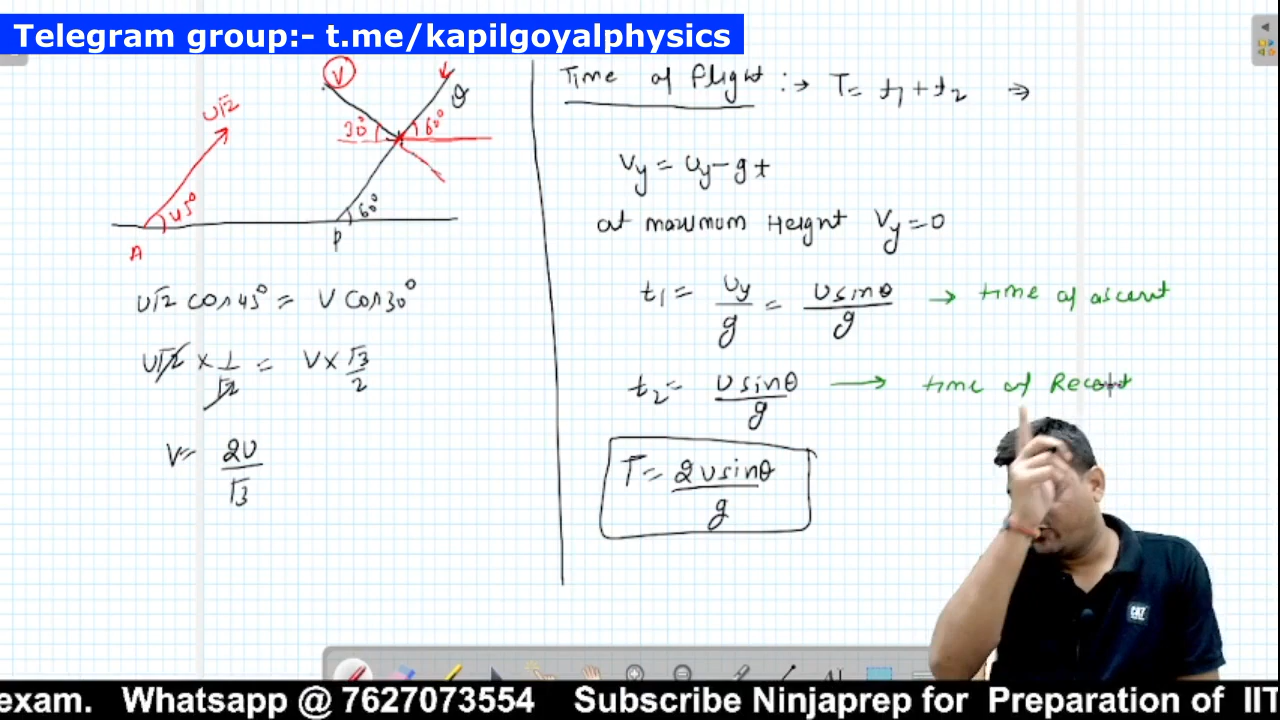 Telegram group:- t.me/kapilgoyalphysics
U√2
45°
A
V
30°
60°
Q
60°
P
U√2 cos 45° = V cos 30°
U√2 × 1/√2 = V × √3/2
V = 2U/√3
Time of flight :→ T = t₁ + t₂ ⇒
Vy = Uy - gt
at maximum Height Vy = 0
t₁ = Uy/g = U sinθ/g → time of ascent
t₂ = U sinθ/g → time of
T = 2U sinθ/g
CAT
exam. Whatsapp @ 7627073554 Subscribe Ninjaprep for Preparation of IIT